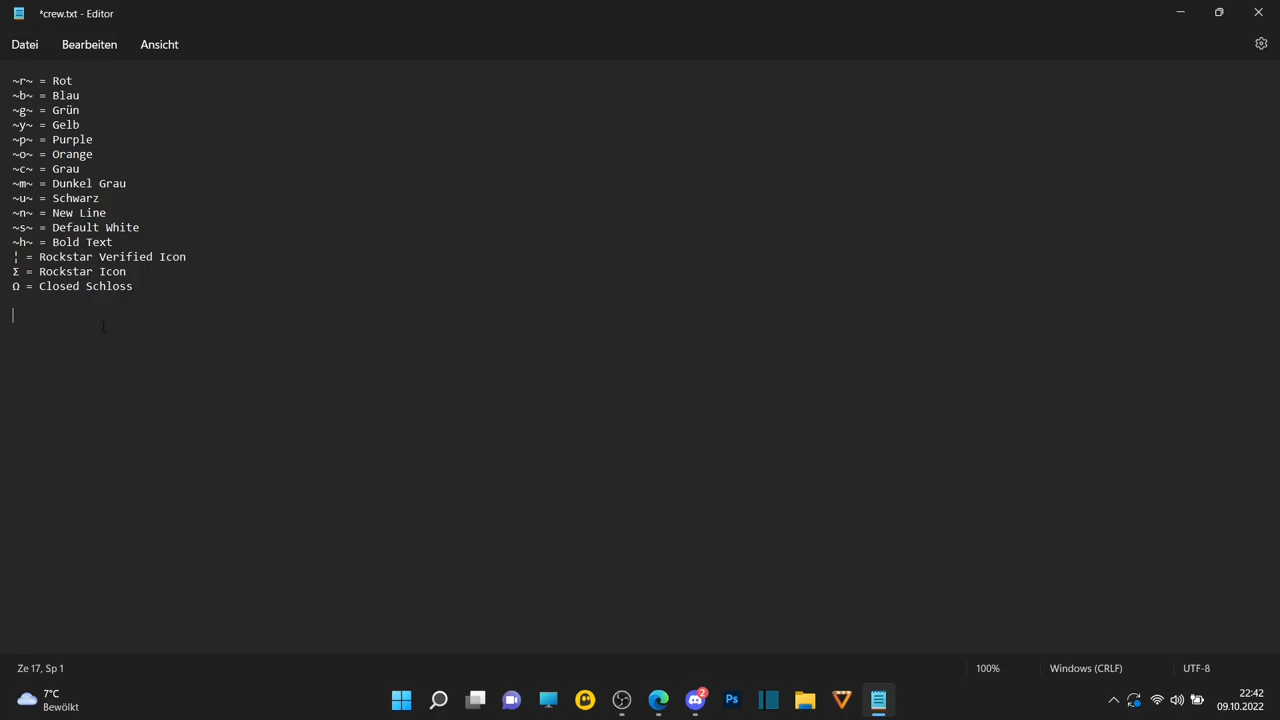 *crew.txt - Editor
Datei Bearbeiten Ansicht
~r~ = Rot
~b~ = Blau
~g~ = Grün
~y~ = Gelb
~p~ = Purple
~o~ = Orange
~c~ = Grau
~m~ = Dunkel Grau
~u~ = Schwarz
~n~ = New Line
~s~ = Default White
~h~ = Bold Text
¦ = Rockstar Verified Icon
Σ = Rockstar Icon
Ω = Closed Schloss
Ze 17, Sp 1 100% Windows (CRLF) UTF-8
7°C
Bewölkt
2
Ps
22:42
09.10.2022